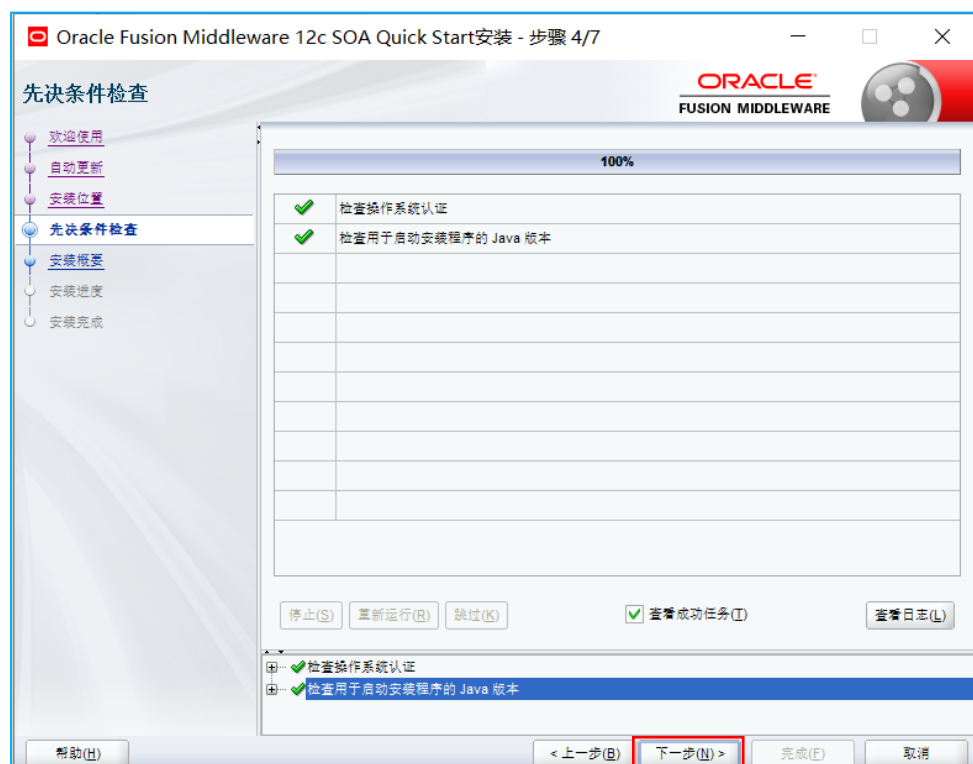 Oracle Fusion Middleware 12c SOA Quick Start安装 - 步骤 4/7
先决条件检查
ORACLE
FUSION MIDDLEWARE
欢迎使用
自动更新
安装位置
先决条件检查
安装概要
安装进度
安装完成
100%
检查操作系统认证
检查用于启动安装程序的 Java 版本
停止(S) 重新运行(R) 跳过(K) 查看成功任务(T) 查看日志(L)
检查操作系统认证
检查用于启动安装程序的 Java 版本
帮助(H) < 上一步(B) 下一步(N) > 完成(F) 取消